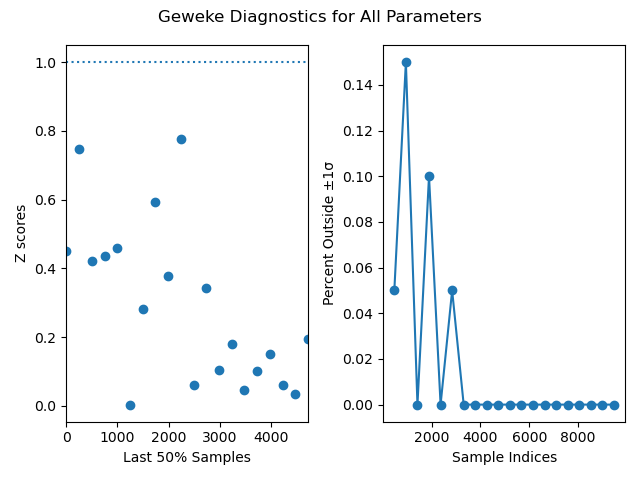 Geweke Diagnostics for All Parameters
Z scores
1.0
0.8
0.6
0.4
0.2
0.0
0 1000 2000 3000 4000
Last 50% Samples
Percent Outside ±1σ
0.14
0.12
0.10
0.08
0.06
0.04
0.02
0.00
2000 4000 6000 8000
Sample Indices